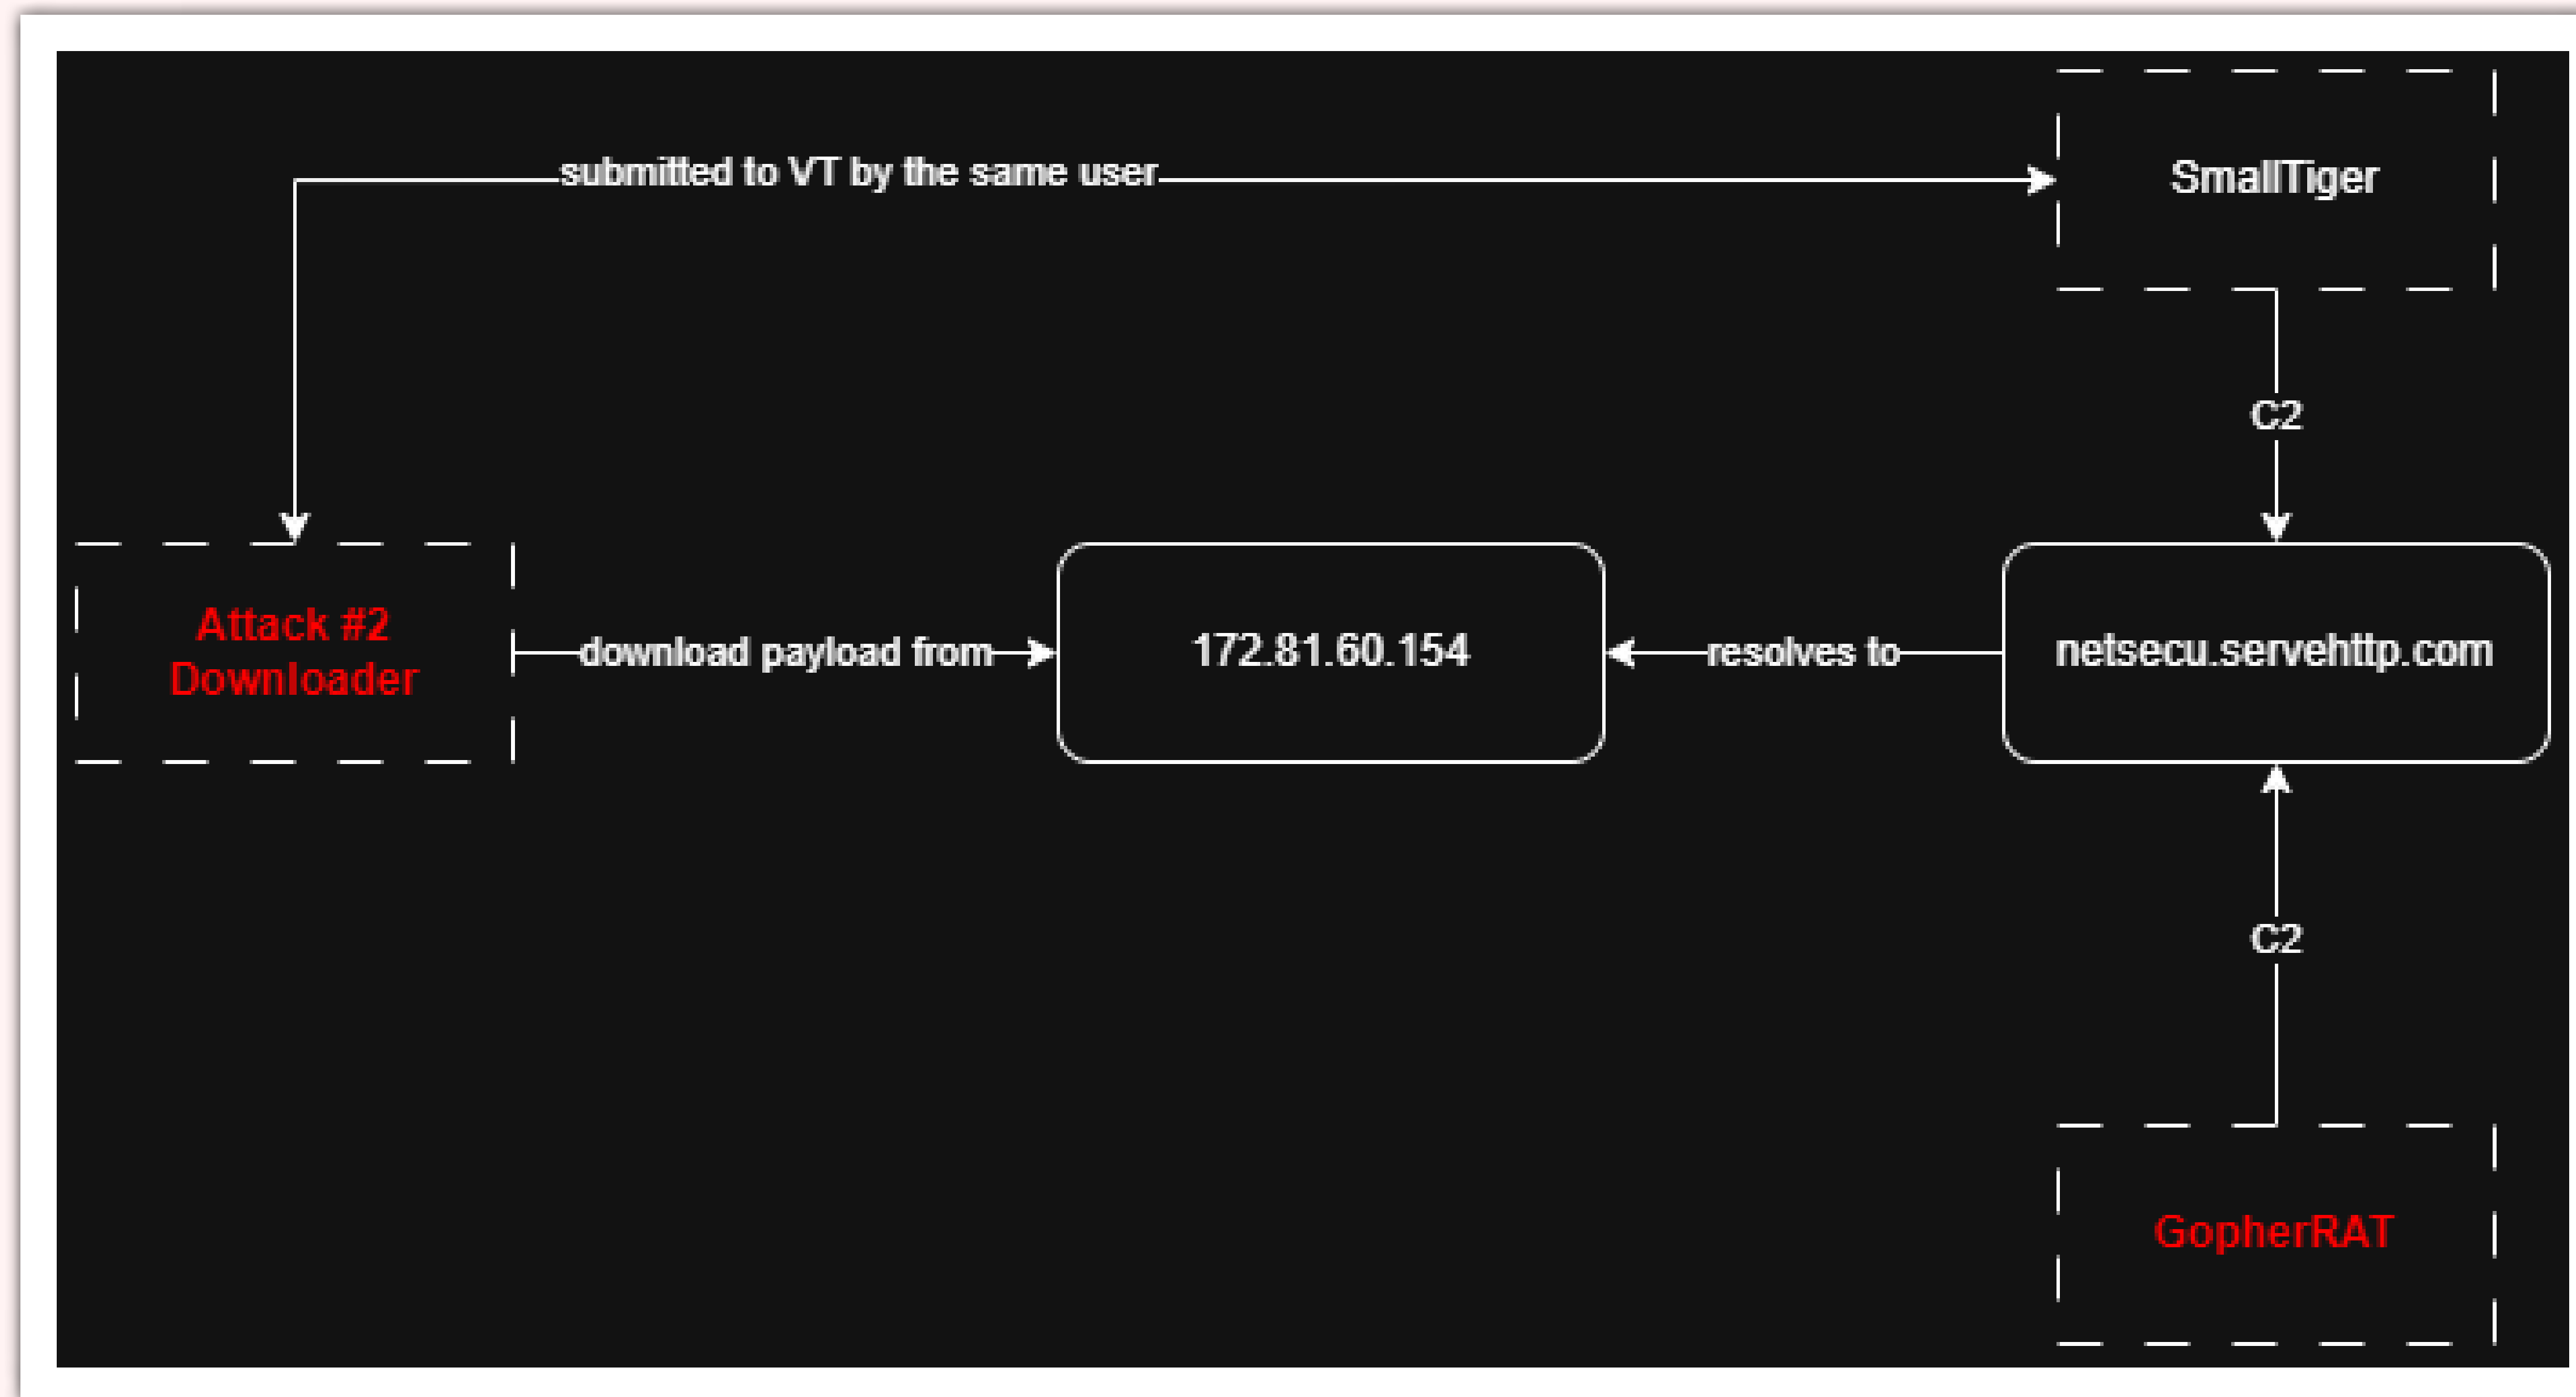 submitted to VT by the same user
SmallTiger
C2
Attack #2
Downloader
download payload from
172.81.60.154
resolves to
netsecu.servehttp.com
C2
GopherRAT